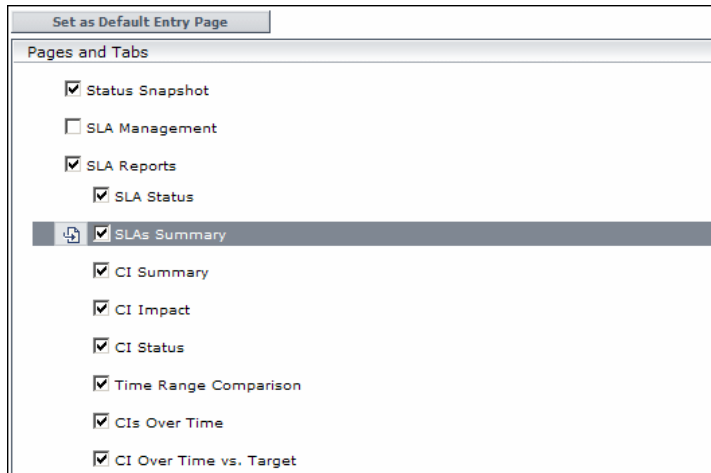 Set as Default Entry Page
Pages and Tabs
Status Snapshot
SLA Management
SLA Reports
SLA Status
SLAs Summary
CI Summary
CI Impact
CI Status
Time Range Comparison
CIs Over Time
CI Over Time vs. Target